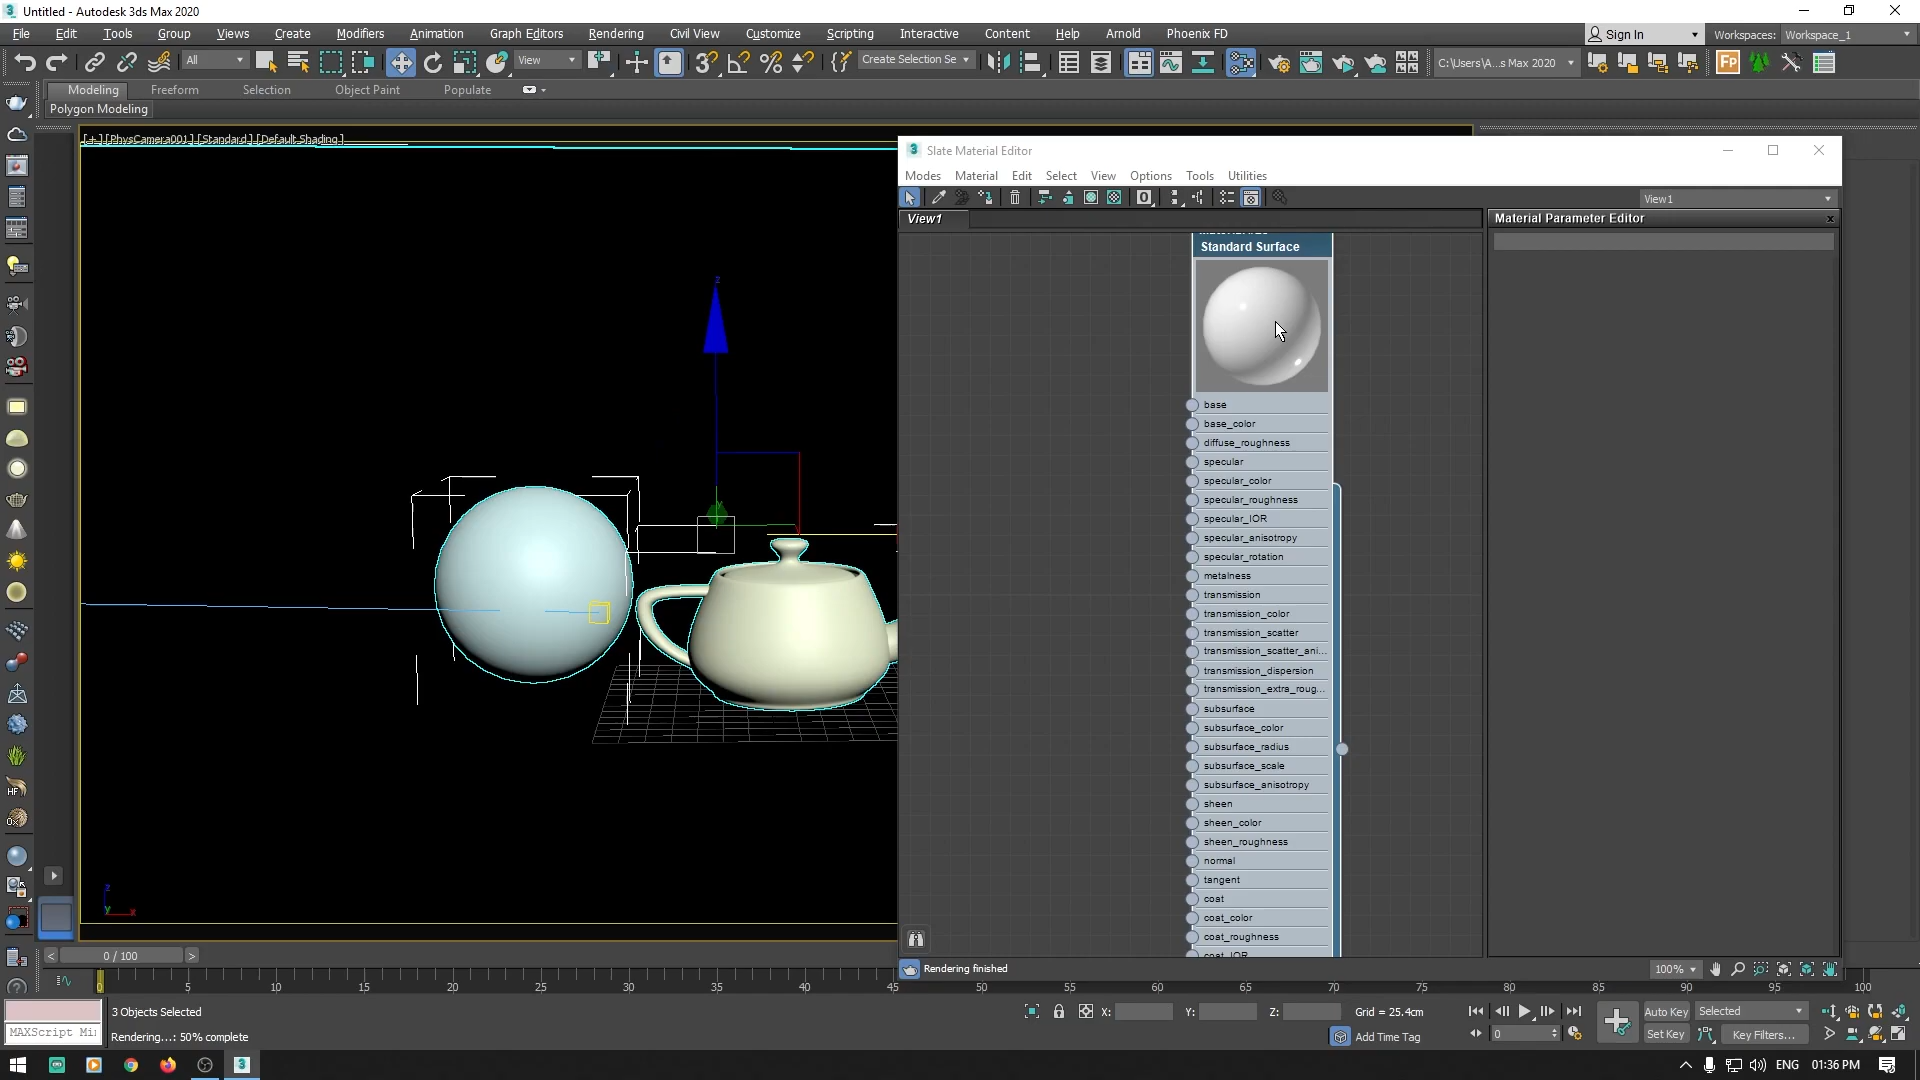 Untitled - Autodesk 3ds Max 2020
File Edit Tools Group Views Create Modifiers Animation Graph Editors Rendering Civil View Customize Scripting Interactive Content Help Arnold Phoenix FD
Sign In
Workspaces: Workspace_1
All
View
Create Selection Se
C:\Users\A...s Max 2020
Modeling Freeform Selection Object Paint Populate
Polygon Modeling
[+] [PhysCamera001] [Standard] [Default Shading]
Slate Material Editor
Modes Material Edit Select View Options Tools Utilities
View1
View1
Material Parameter Editor
Standard Surface
base
base_color
diffuse_roughness
specular
specular_color
specular_roughness
specular_IOR
specular_anisotropy
specular_rotation
metalness
transmission
transmission_color
transmission_scatter
transmission_scatter_ani...
transmission_dispersion
transmission_extra_roug...
subsurface
subsurface_color
subsurface_radius
subsurface_scale
subsurface_anisotropy
sheen
sheen_color
sheen_roughness
normal
tangent
coat
coat_color
coat_roughness
coat_IOR
z
y
z
y
x
Rendering finished
100%
0 / 100
0 5 10 15 20 25 30 35 40 45 50 55 60 65 70 75 80 85 90 95 100
3 Objects Selected
X: Y: Z: Grid = 25.4cm
Auto Key Selected
MAXScript Mi
Rendering...: 50% complete
Add Time Tag
0
Set Key Key Filters...
ENG 01:36 PM